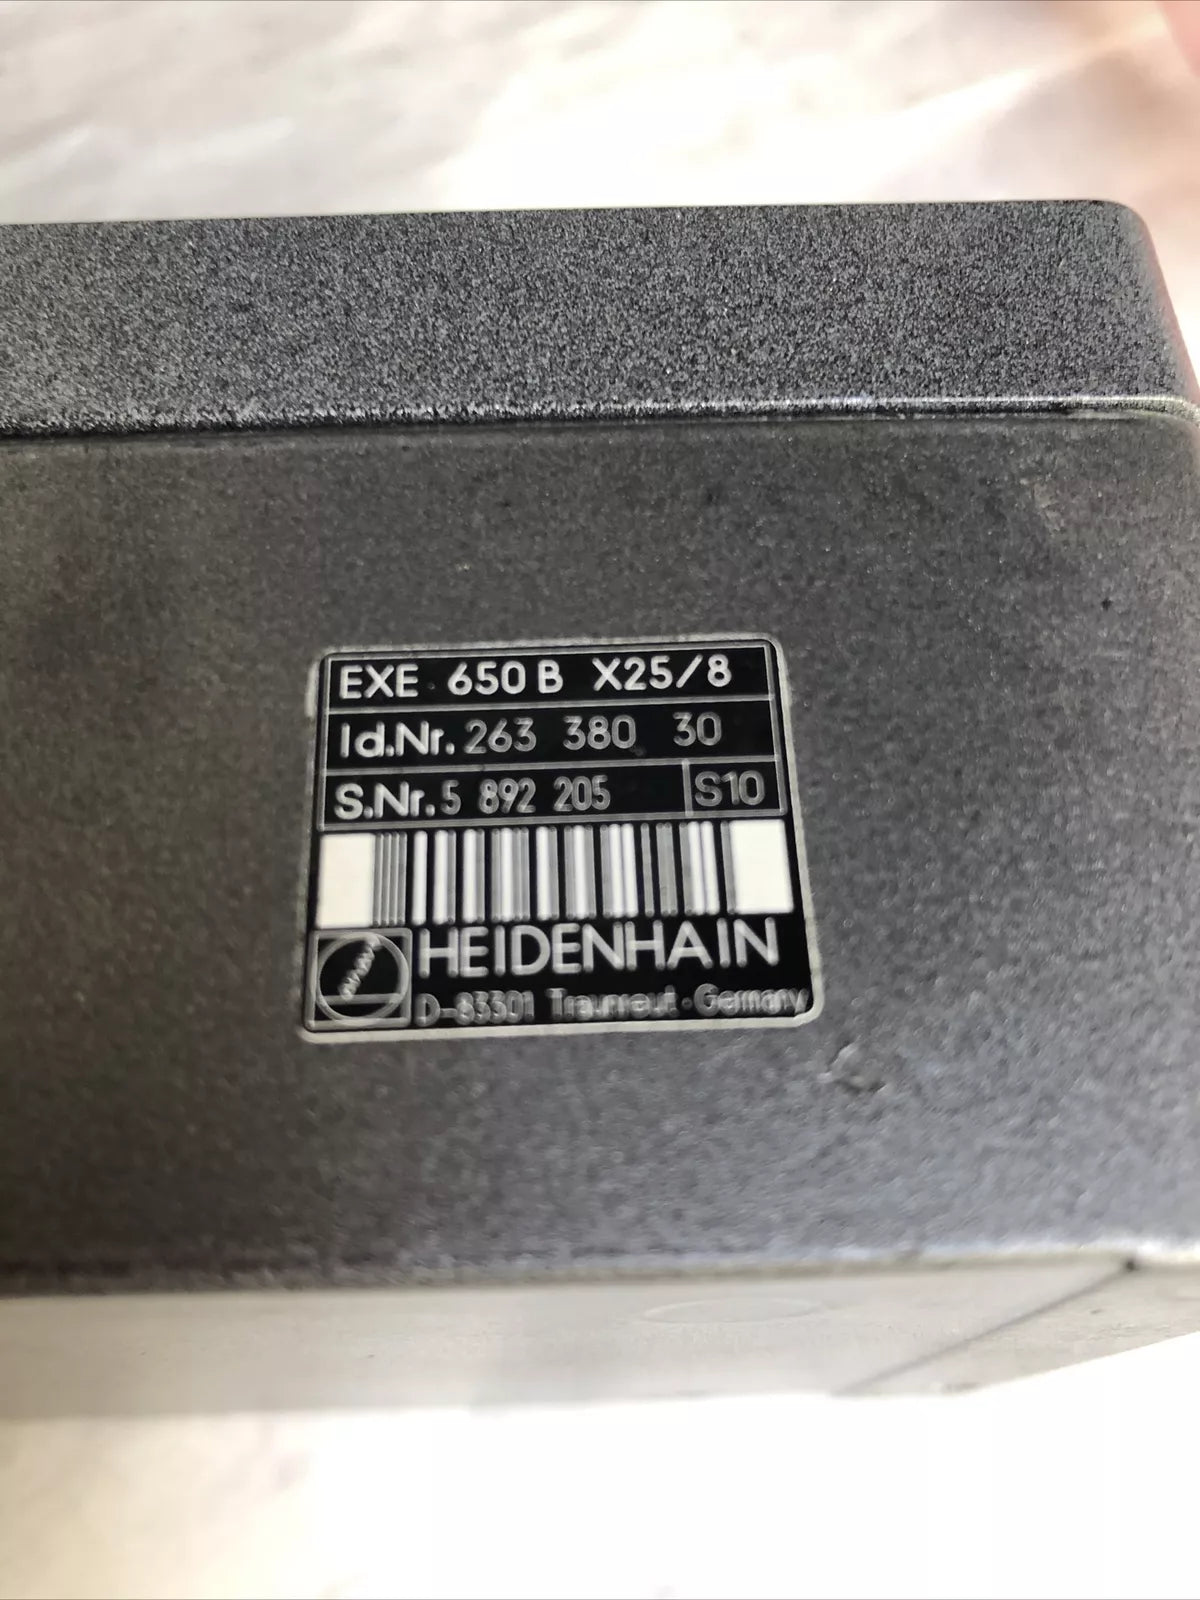 EXE 650 B X25/8
Id.Nr. 263 380 30
S.Nr. 5 892 205 S10
HEIDENHAIN
D-83301 Traunreut · Germany